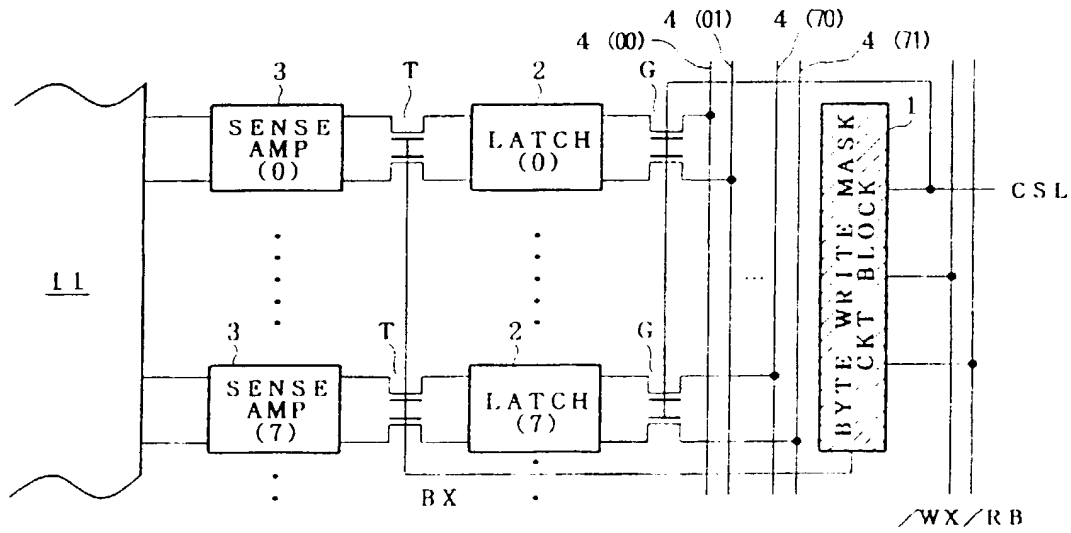 4 (01) 4 (70)
4 (00) 4 (71)
3 T 2 G
SENSE AMP (0)
LATCH (0)
1
BYTE WRITE MASK CKT BLOCK
CSL
11
...
3 T 2 G
SENSE AMP (7)
LATCH (7)
BX
/WX/RB